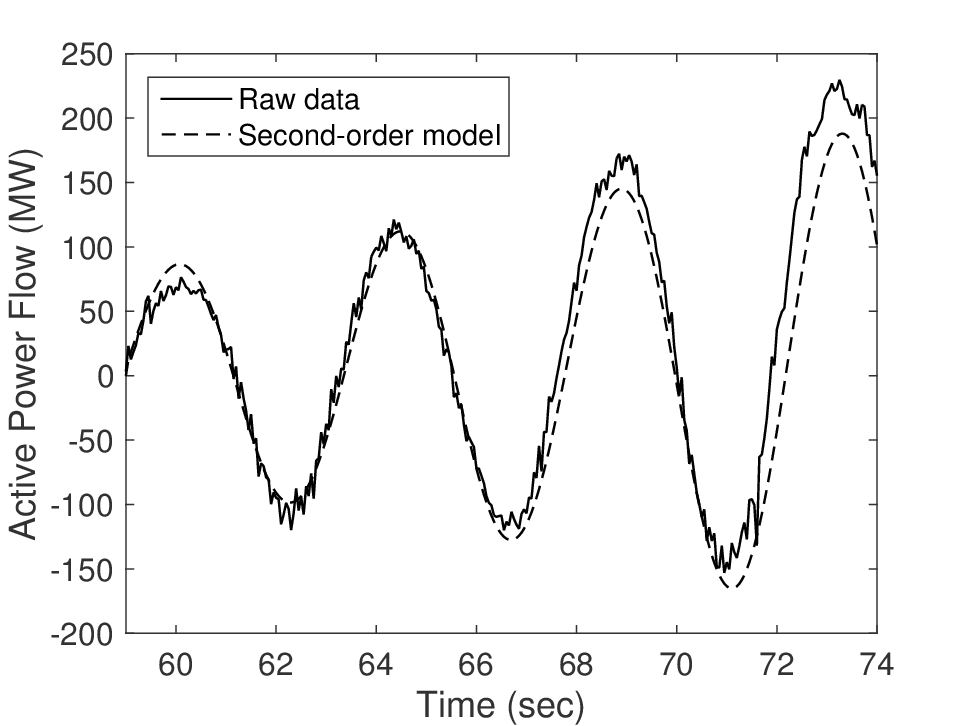 250
200
150
100
50
0
-50
-100
-150
-200
Active Power Flow (MW)
Raw data
Second-order model
60 62 64 66 68 70 72 74
Time (sec)